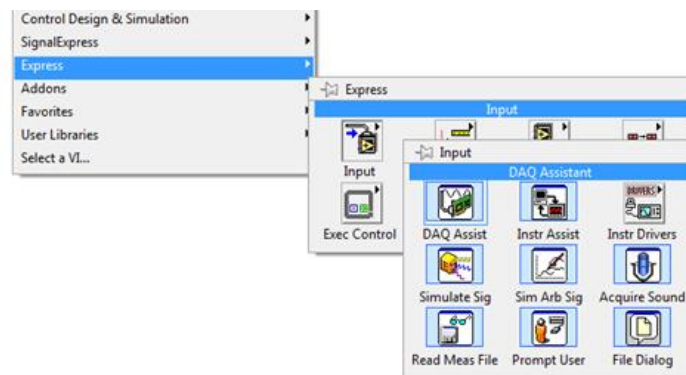 Control Design & Simulation
SignalExpress
Express
Addons
Favorites
User Libraries
Select a VI...
Express
Input
Input
Exec Control
Input
DAQ Assistant
DAQ Assist
Instr Assist
DRIVERS
Instr Drivers
Simulate Sig
Sim Arb Sig
Acquire Sound
Read Meas File
Prompt User
File Dialog